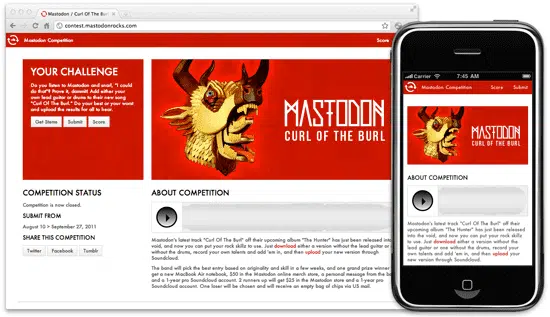 Mastodon / Curl Of The Burl
contest.mastodonrocks.com
Mastodon Competition
Score
YOUR CHALLENGE
Do you listen to Mastodon and snarl, "I could
do that"? Prove it, dammit! Add either your
own lead guitar or drums to their new song
"Curl Of The Burl." Do your best or your worst
and upload the results for all to hear.
Get Stems Submit Score
MASTODON
CURL OF THE BURL
COMPETITION STATUS
Competition is now closed.
SUBMIT FROM
August 10 > September 27, 2011
SHARE THIS COMPETITION
Twitter Facebook Tumblr
ABOUT COMPETITION
Mastodon's latest track "Curl Of The Burl" off their upcoming album "The Hunter" has just been released into
the void, and now you can put your rock skills to use. Just download either a version without the lead guitar or
without the drums, record your own talents and add 'em in, and then upload your new version through
Soundcloud.
The band will pick the best entry based on originality and skill in a few weeks, and one grand prize winner
get a new MacBook Air notebook, $50 in the Mastodon online merch store, a personal message from the ba
and a 1-year pro Soundcloud account. 2 runners up will get $25 in the Mastodon store and a 1-year pro
Soundcloud account. One loser will be chosen and will receive an empty bag of chips via US mail.
Carrier 7:45 AM
Mastodon Competition Score Submit
MASTODON
CURL OF THE BURL
ABOUT COMPETITION
Mastodon's latest track "Curl Of The Burl" off their
upcoming album "The Hunter" has just been released
into the void, and now you can put your rock skills to
use. Just download either a version without the lead
guitar or one without the drums, record your
own talents and add 'em in, and then
upload your new version through
Soundcloud.